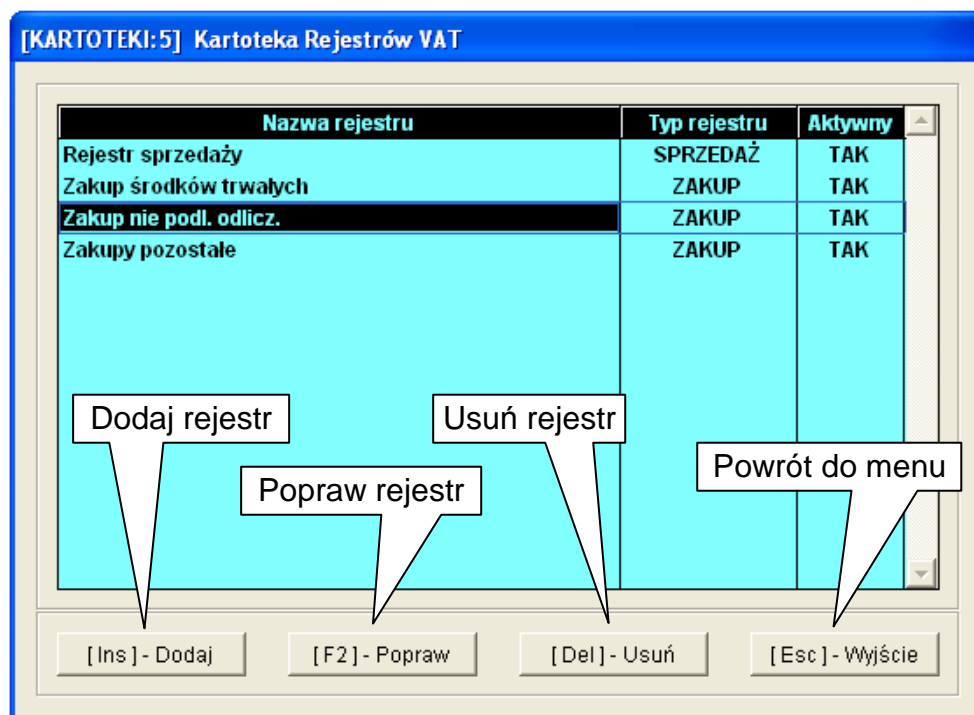 [KARTOTEKI:5] Kartoteka Rejestrów VAT
Nazwa rejestru Typ rejestru Aktywny
Rejestr sprzedaży SPRZEDAŻ TAK
Zakup środków trwałych ZAKUP TAK
Zakup nie podl. odlicz. ZAKUP TAK
Zakupy pozostałe ZAKUP TAK
Dodaj rejestr
Usuń rejestr
Powrót do menu
Popraw rejestr
[Ins]- Dodaj [F2]- Popraw [Del]- Usuń [Esc]- Wyjście